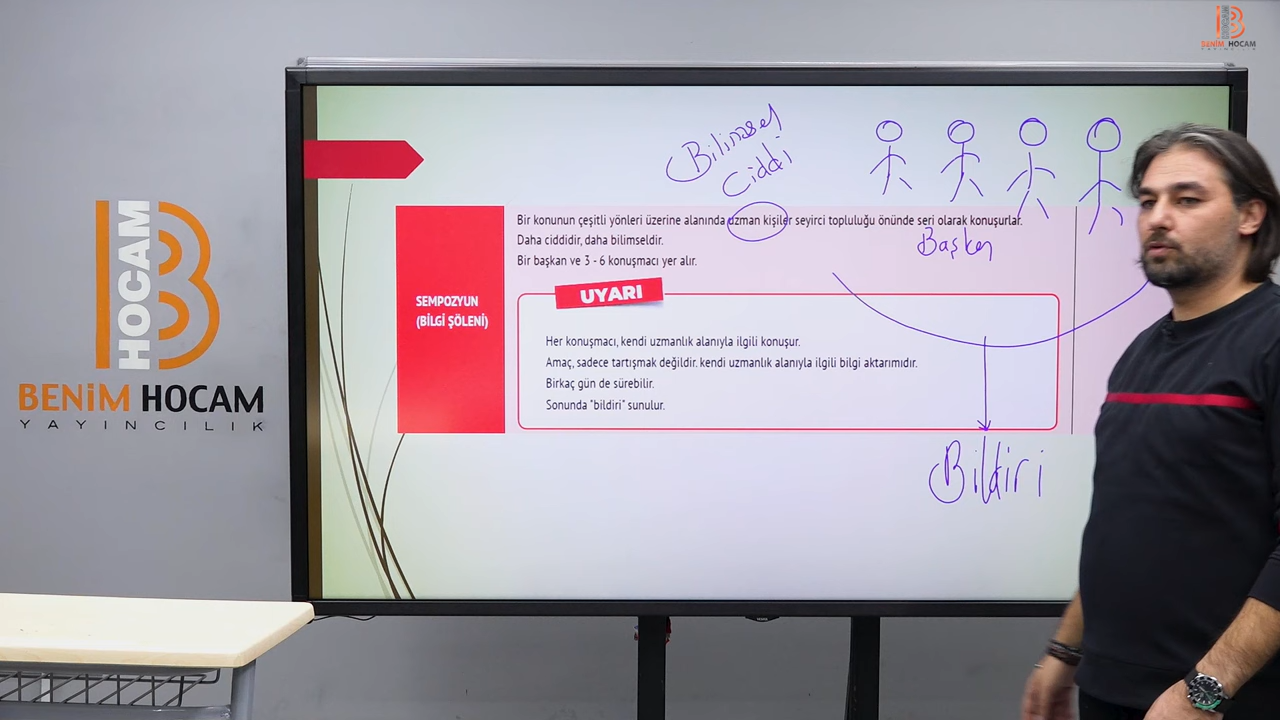 BENİM HOCAM
YAYINCILIK
HOCAM
BENİM HOCAM
YAYINCILIK
Bilimsel
Ciddi
Bir konunun çeşitli yönleri üzerine alanında uzman kişiler seyirci topluluğu önünde seri olarak konuşurlar.
Daha ciddidir, daha bilimseldir.
Bir başkan ve 3 - 6 konuşmacı yer alır.
Başkan
SEMPOZYUN
(BİLGİ ŞÖLENİ)
UYARI
Her konuşmacı, kendi uzmanlık alanıyla ilgili konuşur.
Amaç, sadece tartışmak değildir. kendi uzmanlık alanıyla ilgili bilgi aktarımıdır.
Birkaç gün de sürebilir.
Sonunda "bildiri" sunulur.
Bildiri